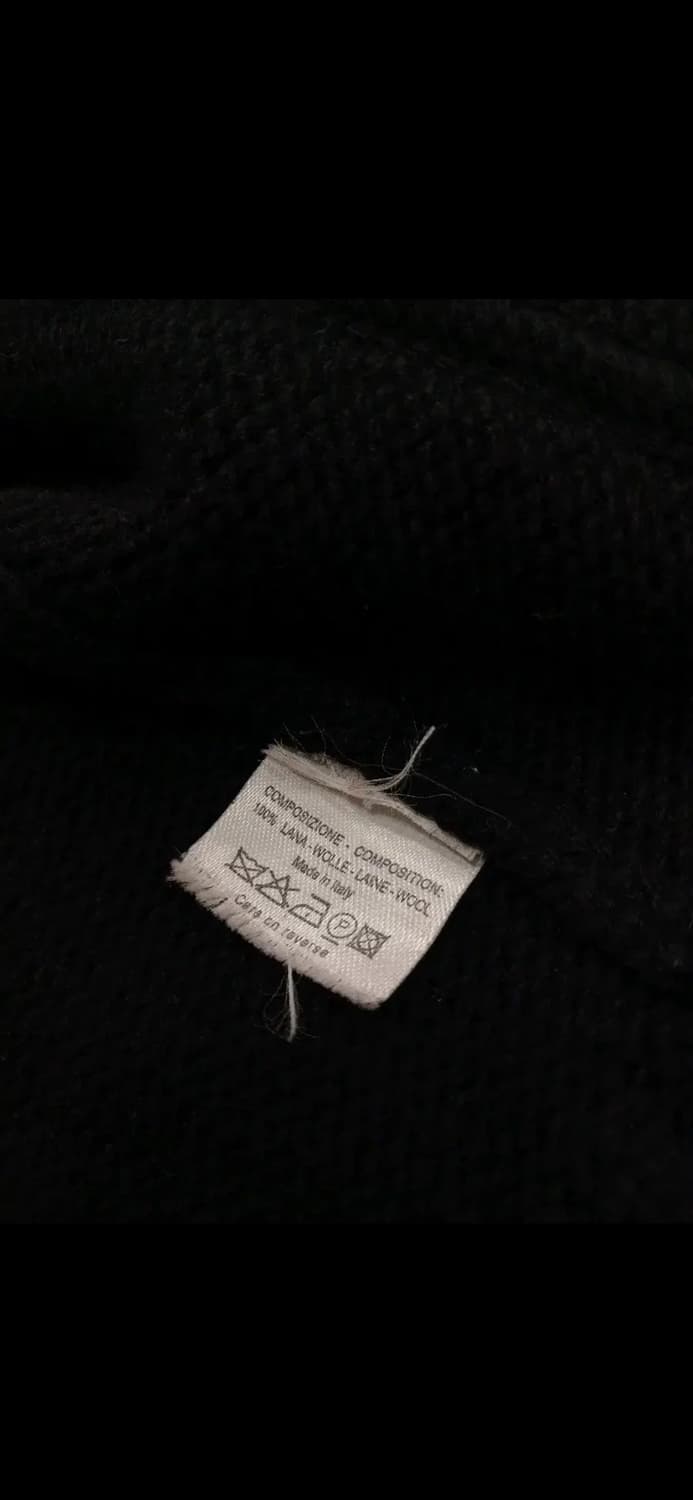 COMPOSIZIONE - COMPOSITION:
100% LANA - WOLLE - LAINE - WOOL
Made in Italy
P
Care on reverse